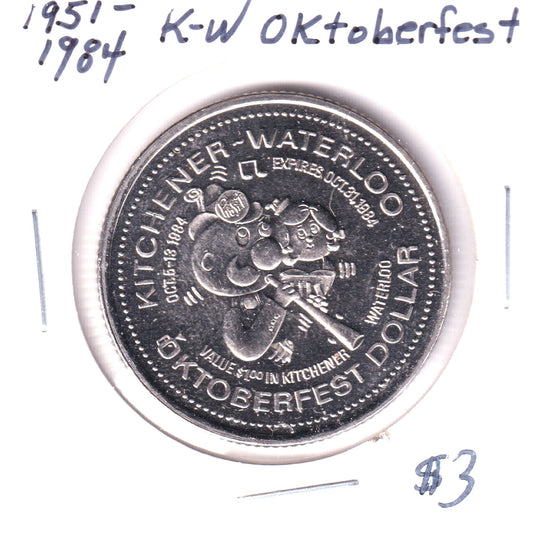 1951-
1984
K-W OKtoberfest
KITCHENER-WATERLOO
EXPIRES OCT.31,1984
OCT.5-13 1984
VALUE $1.00 IN KITCHENER
WATERLOO
OKTOBERFEST DOLLAR
$3